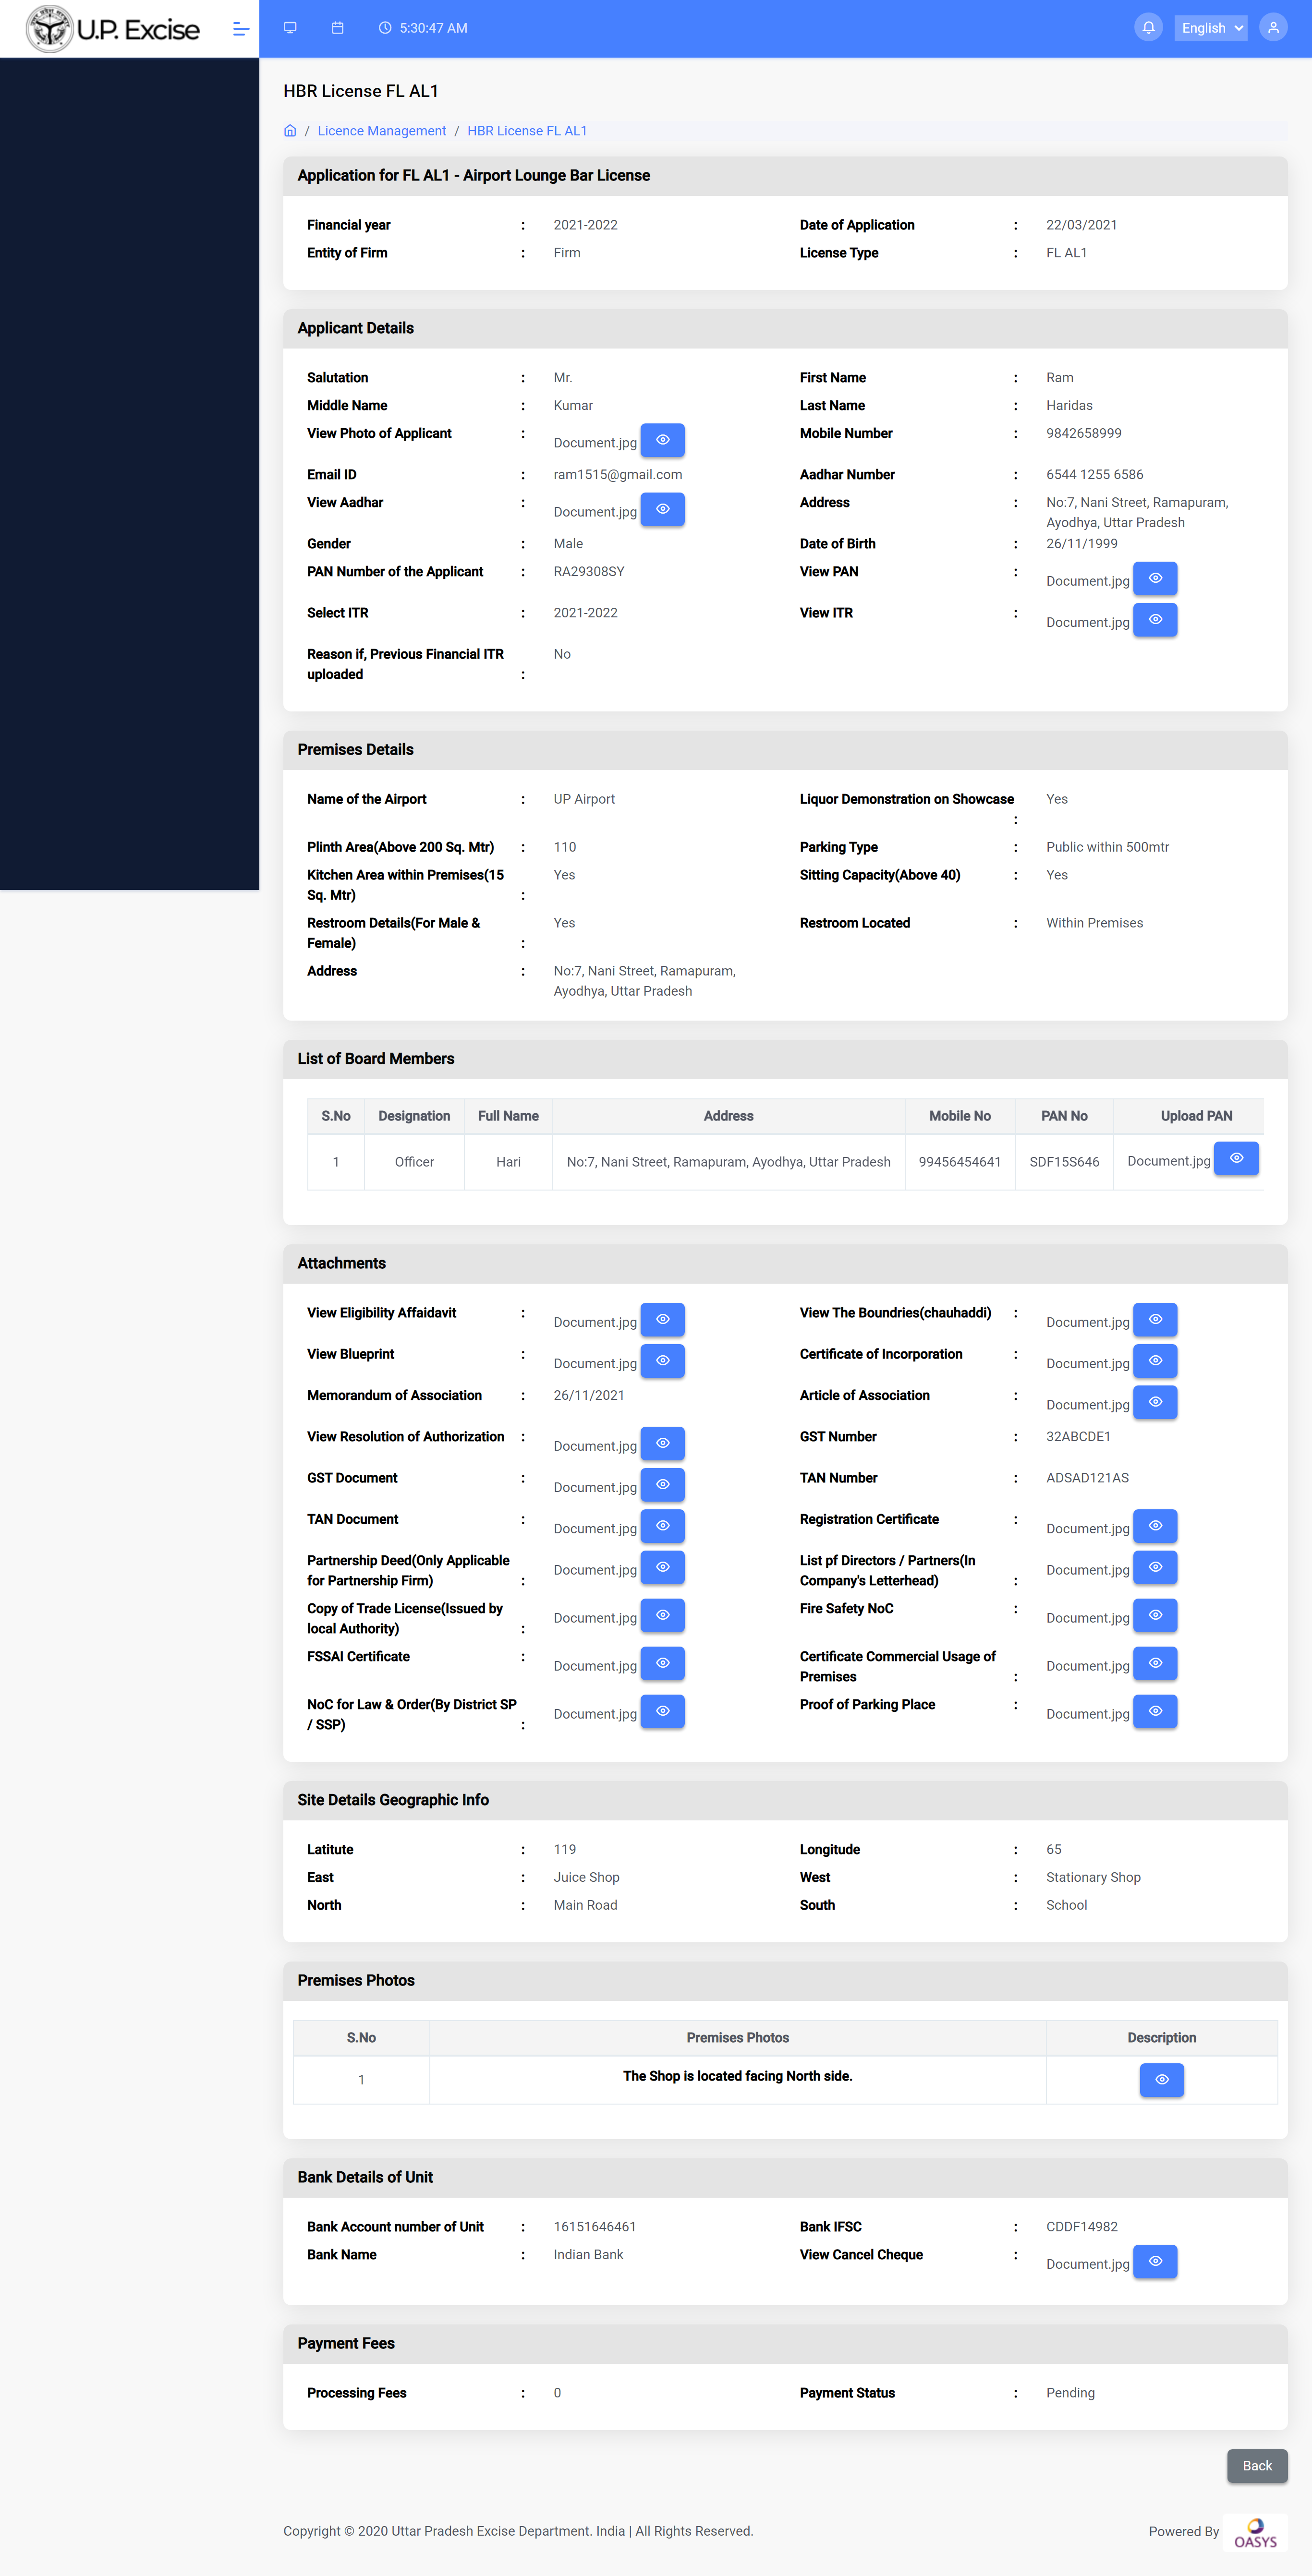 U.P. Excise
5:30:47 AM
English
HBR License FL AL1
/ Licence Management / HBR License FL AL1
Application for FL AL1 - Airport Lounge Bar License
Financial year : 2021-2022 Date of Application : 22/03/2021
Entity of Firm : Firm License Type : FL AL1
Applicant Details
Salutation : Mr. First Name : Ram
Middle Name : Kumar Last Name : Haridas
View Photo of Applicant : Document.jpg Mobile Number : 9842658999
Email ID : ram1515@gmail.com Aadhar Number : 6544 1255 6586
View Aadhar : Document.jpg Address : No:7, Nani Street, Ramapuram,
Ayodhya, Uttar Pradesh
Gender : Male Date of Birth : 26/11/1999
PAN Number of the Applicant : RA29308SY View PAN : Document.jpg
Select ITR : 2021-2022 View ITR : Document.jpg
Reason if, Previous Financial ITR No
uploaded :
Premises Details
Name of the Airport : UP Airport Liquor Demonstration on Showcase Yes
:
Plinth Area(Above 200 Sq. Mtr) : 110 Parking Type : Public within 500mtr
Kitchen Area within Premises(15 Yes Sitting Capacity(Above 40) : Yes
Sq. Mtr) :
Restroom Details(For Male & Yes Restroom Located : Within Premises
Female) :
Address : No:7, Nani Street, Ramapuram,
Ayodhya, Uttar Pradesh
List of Board Members
S.No Designation Full Name Address Mobile No PAN No Upload PAN
1 Officer Hari No:7, Nani Street, Ramapuram, Ayodhya, Uttar Pradesh 99456454641 SDF15S646 Document.jpg
Attachments
View Eligibility Affaidavit : Document.jpg View The Boundries(chauhaddi) : Document.jpg
View Blueprint : Document.jpg Certificate of Incorporation : Document.jpg
Memorandum of Association : 26/11/2021 Article of Association : Document.jpg
View Resolution of Authorization : Document.jpg GST Number : 32ABCDE1
GST Document : Document.jpg TAN Number : ADSAD121AS
TAN Document : Document.jpg Registration Certificate : Document.jpg
Partnership Deed(Only Applicable Document.jpg List pf Directors / Partners(In Document.jpg
for Partnership Firm) : Company's Letterhead) :
Copy of Trade License(Issued by Document.jpg Fire Safety NoC : Document.jpg
local Authority) :
FSSAI Certificate : Document.jpg Certificate Commercial Usage of Document.jpg
Premises :
NoC for Law & Order(By District SP Document.jpg Proof of Parking Place : Document.jpg
/ SSP) :
Site Details Geographic Info
Latitute : 119 Longitude : 65
East : Juice Shop West : Stationary Shop
North : Main Road South : School
Premises Photos
S.No Premises Photos Description
1 The Shop is located facing North side.
Bank Details of Unit
Bank Account number of Unit : 16151646461 Bank IFSC : CDDF14982
Bank Name : Indian Bank View Cancel Cheque : Document.jpg
Payment Fees
Processing Fees : 0 Payment Status : Pending
Back
Copyright © 2020 Uttar Pradesh Excise Department. India | All Rights Reserved. Powered By OASYS